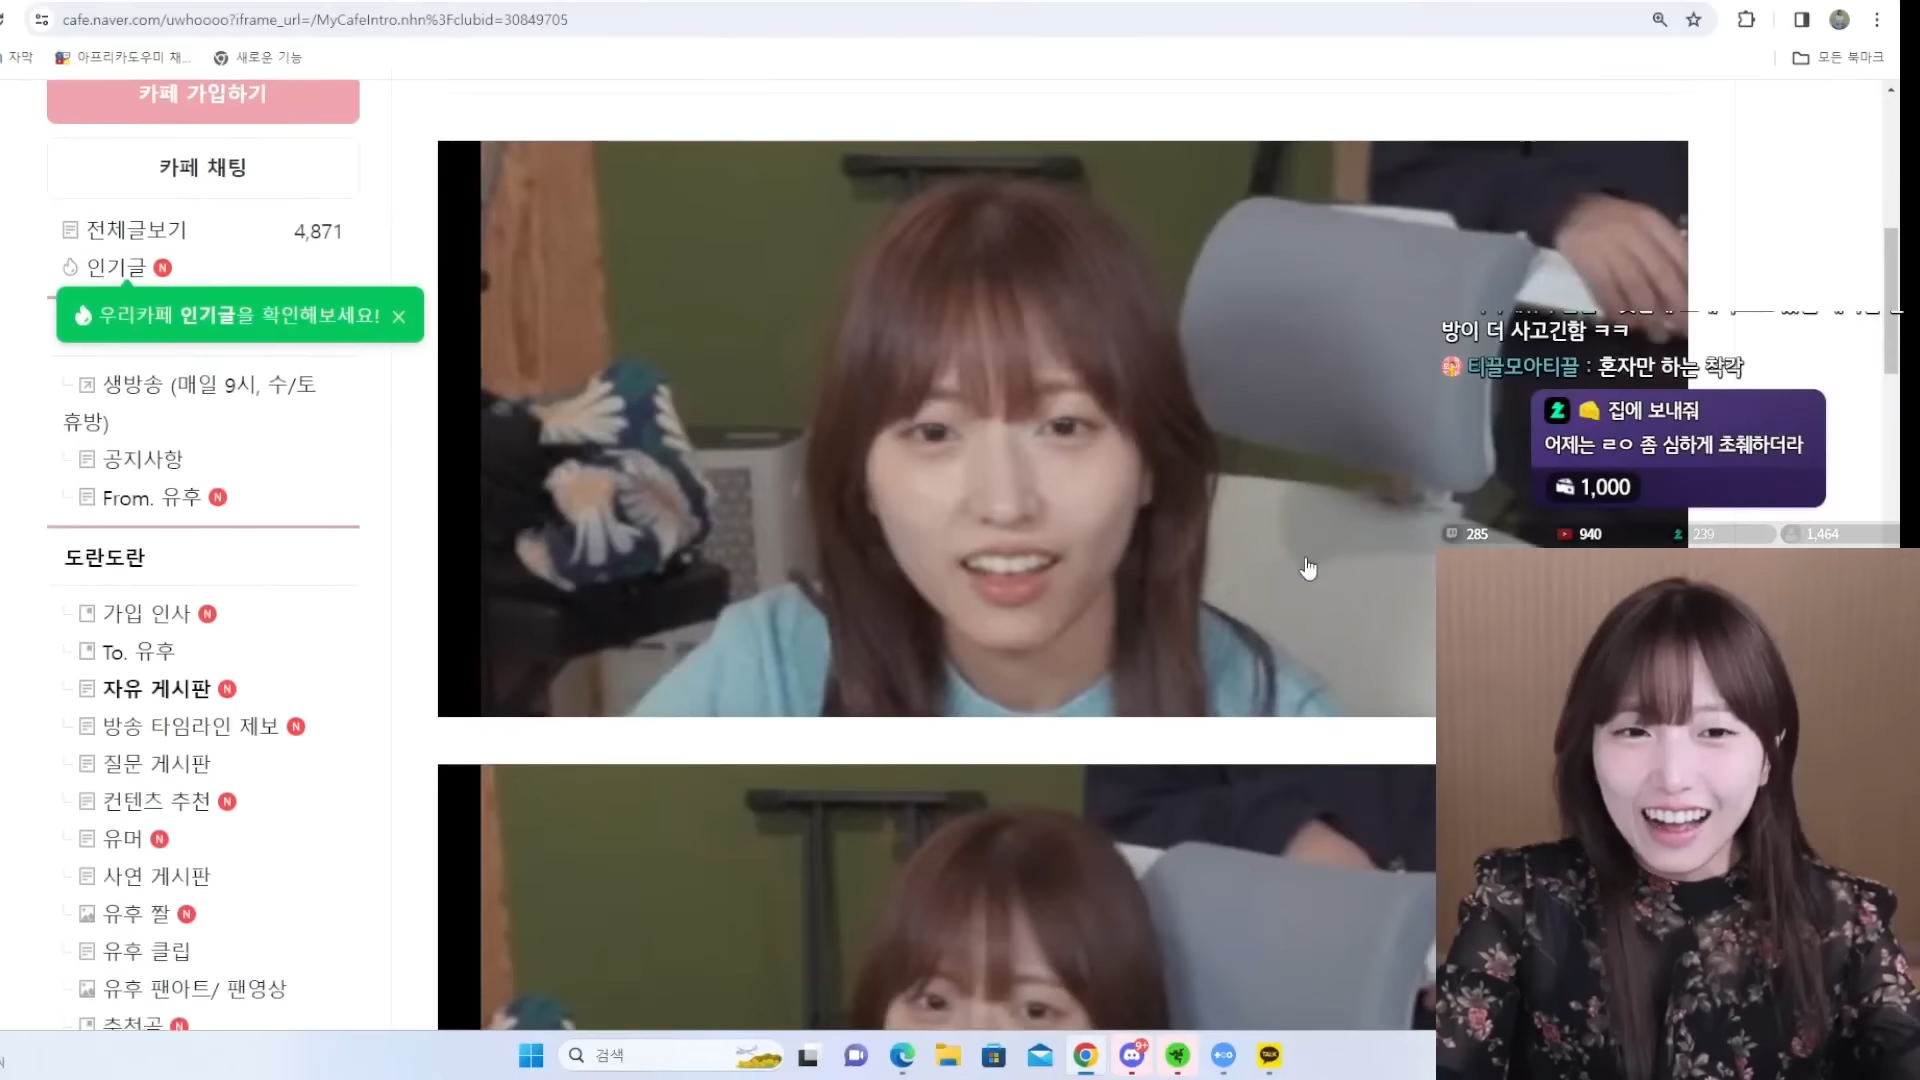 cafe.naver.com/uwhoooo?iframe_url=/MyCafeIntro.nhn%3Fclubid=30849705
자막
아프리카도우미 채...
새로운 기능
모든 북마크
카페 가입하기
카페 채팅
전체글보기 4,871
인기글 N
우리카페 인기글을 확인해보세요!
생방송 (매일 9시, 수/토
휴방)
공지사항
From. 유후 N
도란도란
가입 인사 N
To. 유후
자유 게시판 N
방송 타임라인 제보 N
질문 게시판
컨텐츠 추천 N
유머 N
사연 게시판
유후 짤 N
유후 클립
유후 팬아트/ 팬영상
추천곡 N
방이 더 사고긴함 ㅋㅋ
티끌모아티끌 : 혼자만 하는 착각
집에 보내줘
어제는 ㄹㅇ 좀 심하게 초췌하더라
1,000
285 940 239 1,464
검색
9+
TALK